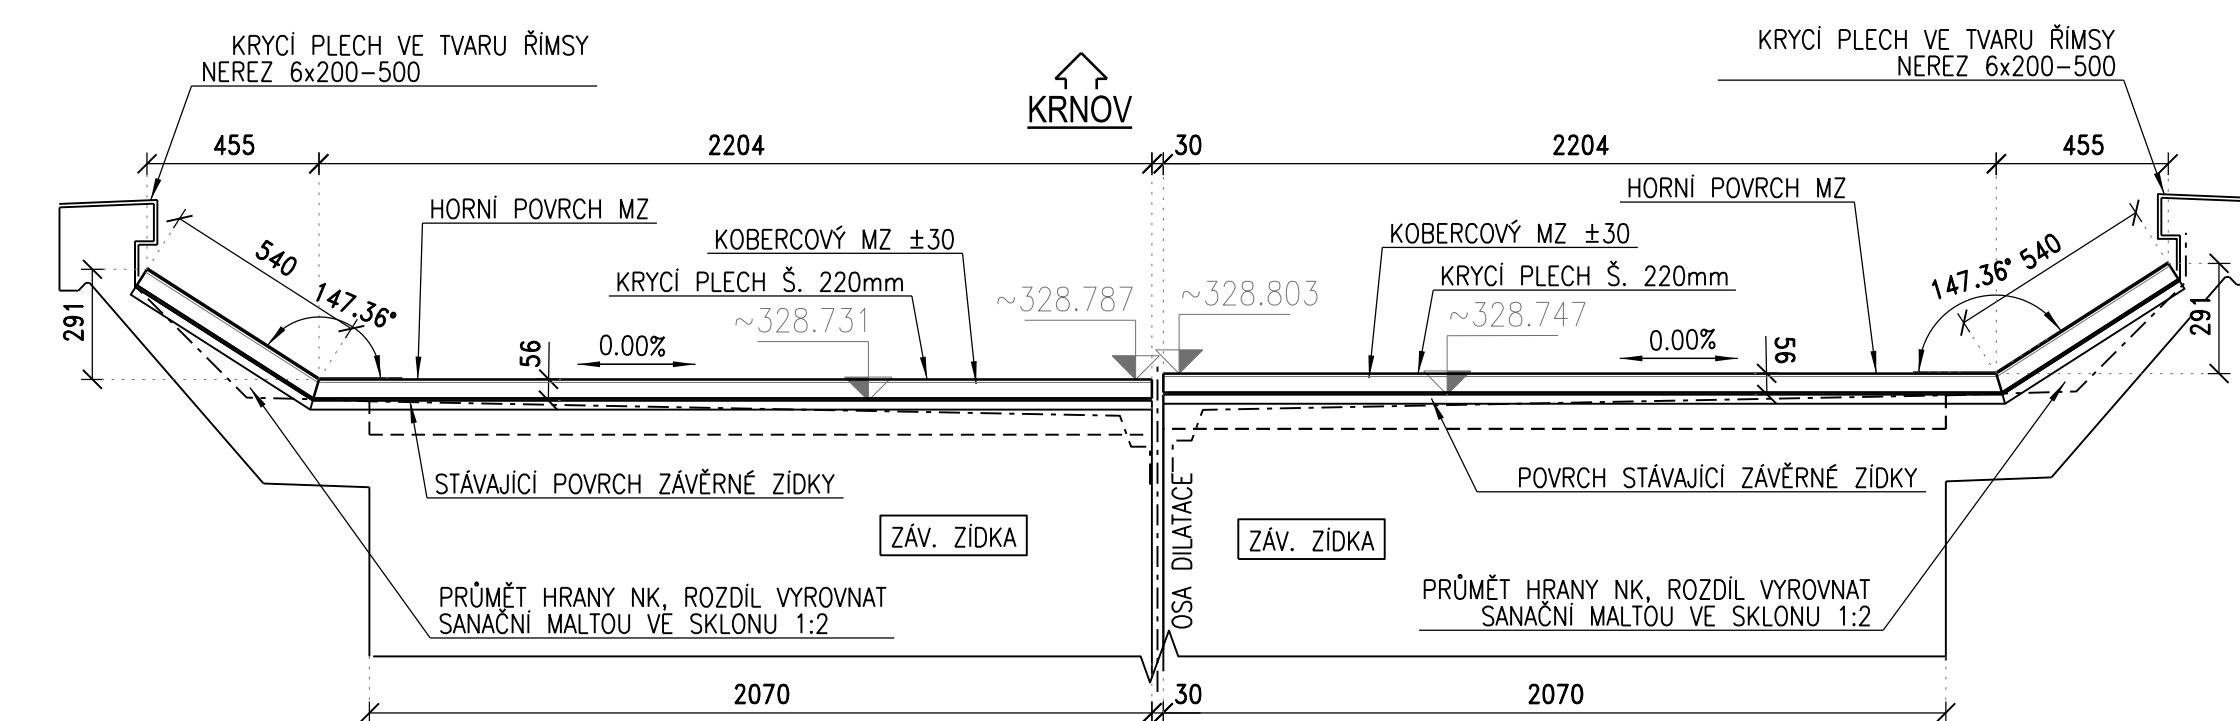 KRYCÍ PLECH VE TVARU ŘÍMSY
NEREZ 6x200-500
KRNOV
KRYCÍ PLECH VE TVARU ŘÍMSY
NEREZ 6x200-500
455
2204
30
2204
455
HORNÍ POVRCH MZ
HORNÍ POVRCH MZ
KOBERCOVÝ MZ ±30
KOBERCOVÝ MZ ±30
540
147.36°
147.36°
540
KRYCÍ PLECH Š. 220mm
KRYCÍ PLECH Š. 220mm
~328.787
~328.803
~328.731
~328.747
291
291
56
0.00%
0.00%
56
STÁVAJÍCÍ POVRCH ZÁVĚRNÉ ZÍDKY
POVRCH STÁVAJÍCÍ ZÁVĚRNÉ ZÍDKY
ZÁV. ZÍDKA
OSA DILATACE
ZÁV. ZÍDKA
PRŮMĚT HRANY NK, ROZDÍL VYROVNAT
SANAČNÍ MALTOU VE SKLONU 1:2
PRŮMĚT HRANY NK, ROZDÍL VYROVNAT
SANAČNÍ MALTOU VE SKLONU 1:2
2070
30
2070